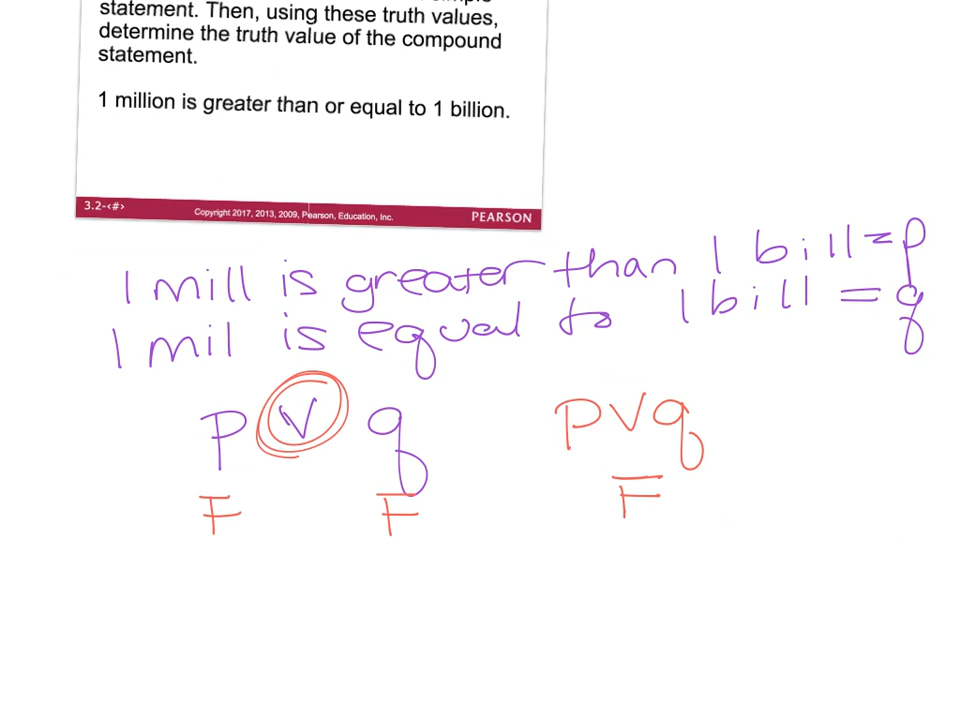 statement. Then, using these truth values,
determine the truth value of the compound
statement.
1 million is greater than or equal to 1 billion.
3.2-<#>
Copyright 2017, 2013, 2009, Pearson, Education, Inc.
PEARSON
1 mill is greater than 1 bill = p
1 mil is equal to 1 bill = q
p v q
p v q
F F
F